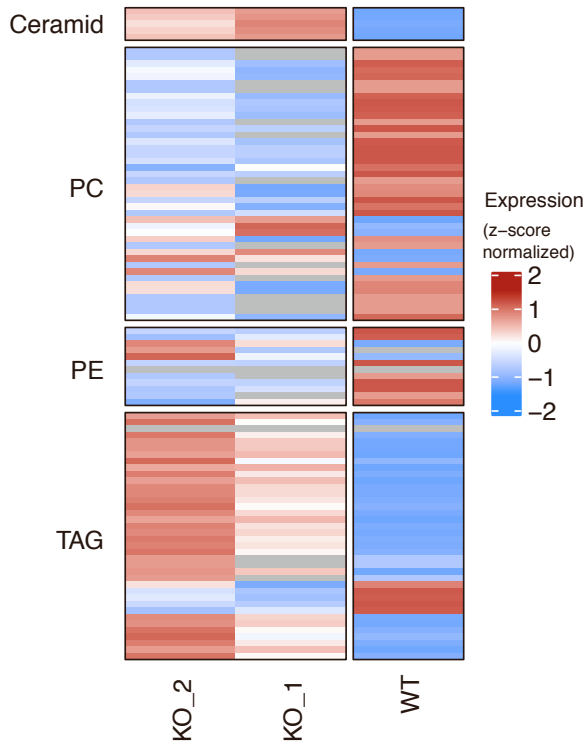 Ceramid
PC
PE
TAG
Expression
(z-score
normalized)
2
1
0
−1
−2
KO_2
KO_1
WT